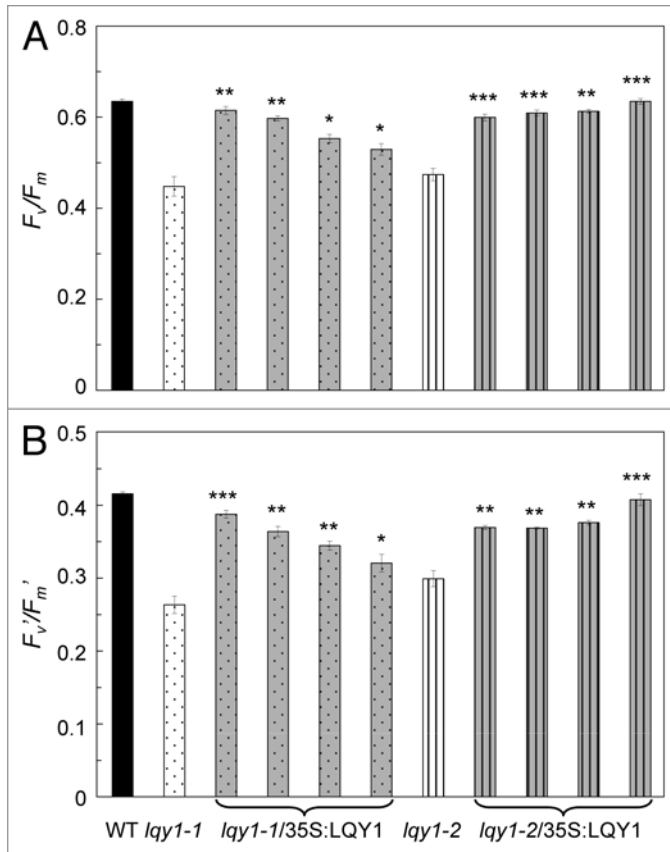 A
0.8
0.6
0.4
0.2
0
Fv/Fm
** ** * * *** *** ** ***
B
0.5
0.4
0.3
0.2
0.1
0
Fv'/Fm'
*** ** ** * ** ** ** ***
WT lqy1-1 lqy1-1/35S:LQY1 lqy1-2 lqy1-2/35S:LQY1